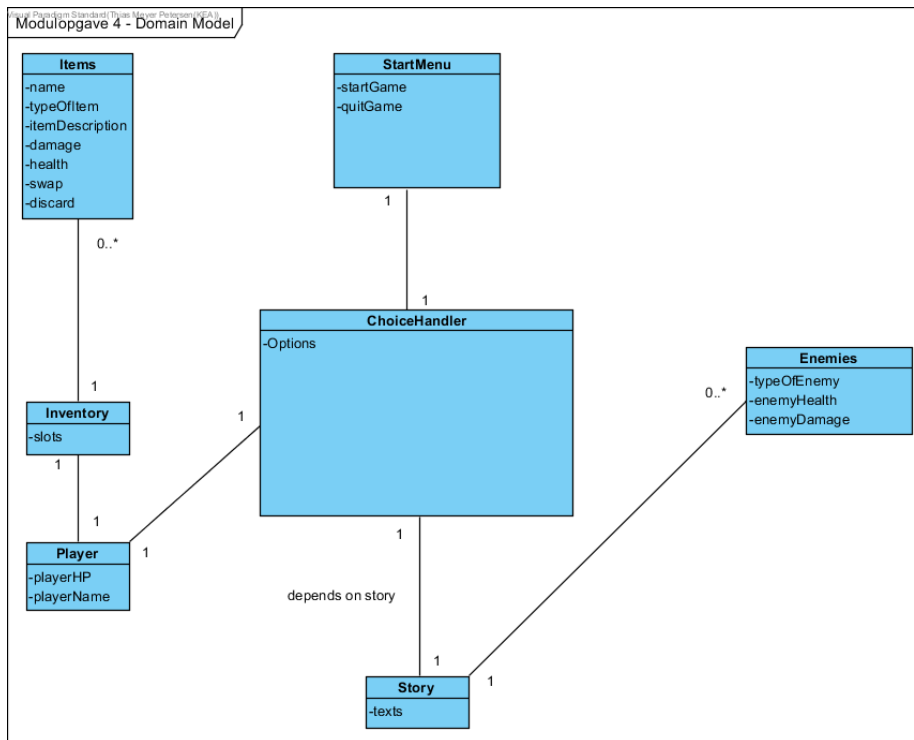 Visual Paradigm Standard(Thias Meyer Petersen(KEA))
Modulopgave 4 - Domain Model
Items
-name
-typeOfItem
-itemDescription
-damage
-health
-swap
-discard
StartMenu
-startGame
-quitGame
1
0..*
1
ChoiceHandler
-Options
Enemies
-typeOfEnemy
-enemyHealth
-enemyDamage
0..*
1
Inventory
-slots
1
1
1
Player
-playerHP
-playerName
1
1
depends on story
1
1
Story
-texts